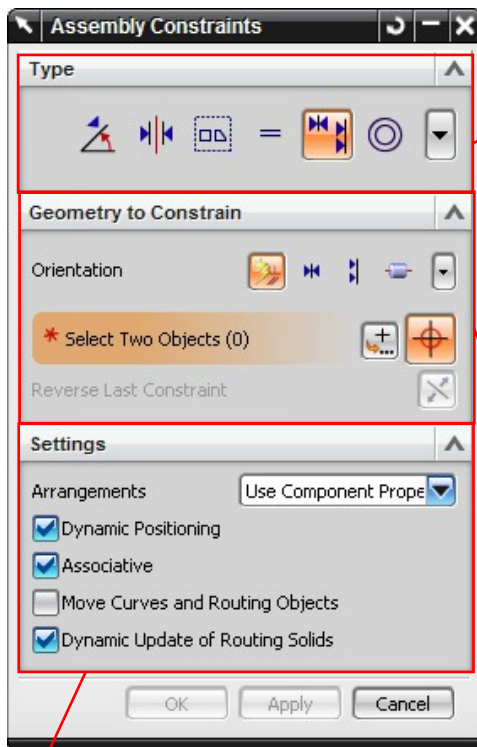 Assembly Constraints
Type
Geometry to Constrain
Orientation
* Select Two Objects (0)
Reverse Last Constraint
Settings
Arrangements Use Component Prope
Dynamic Positioning
Associative
Move Curves and Routing Objects
Dynamic Update of Routing Solids
OK Apply Cancel